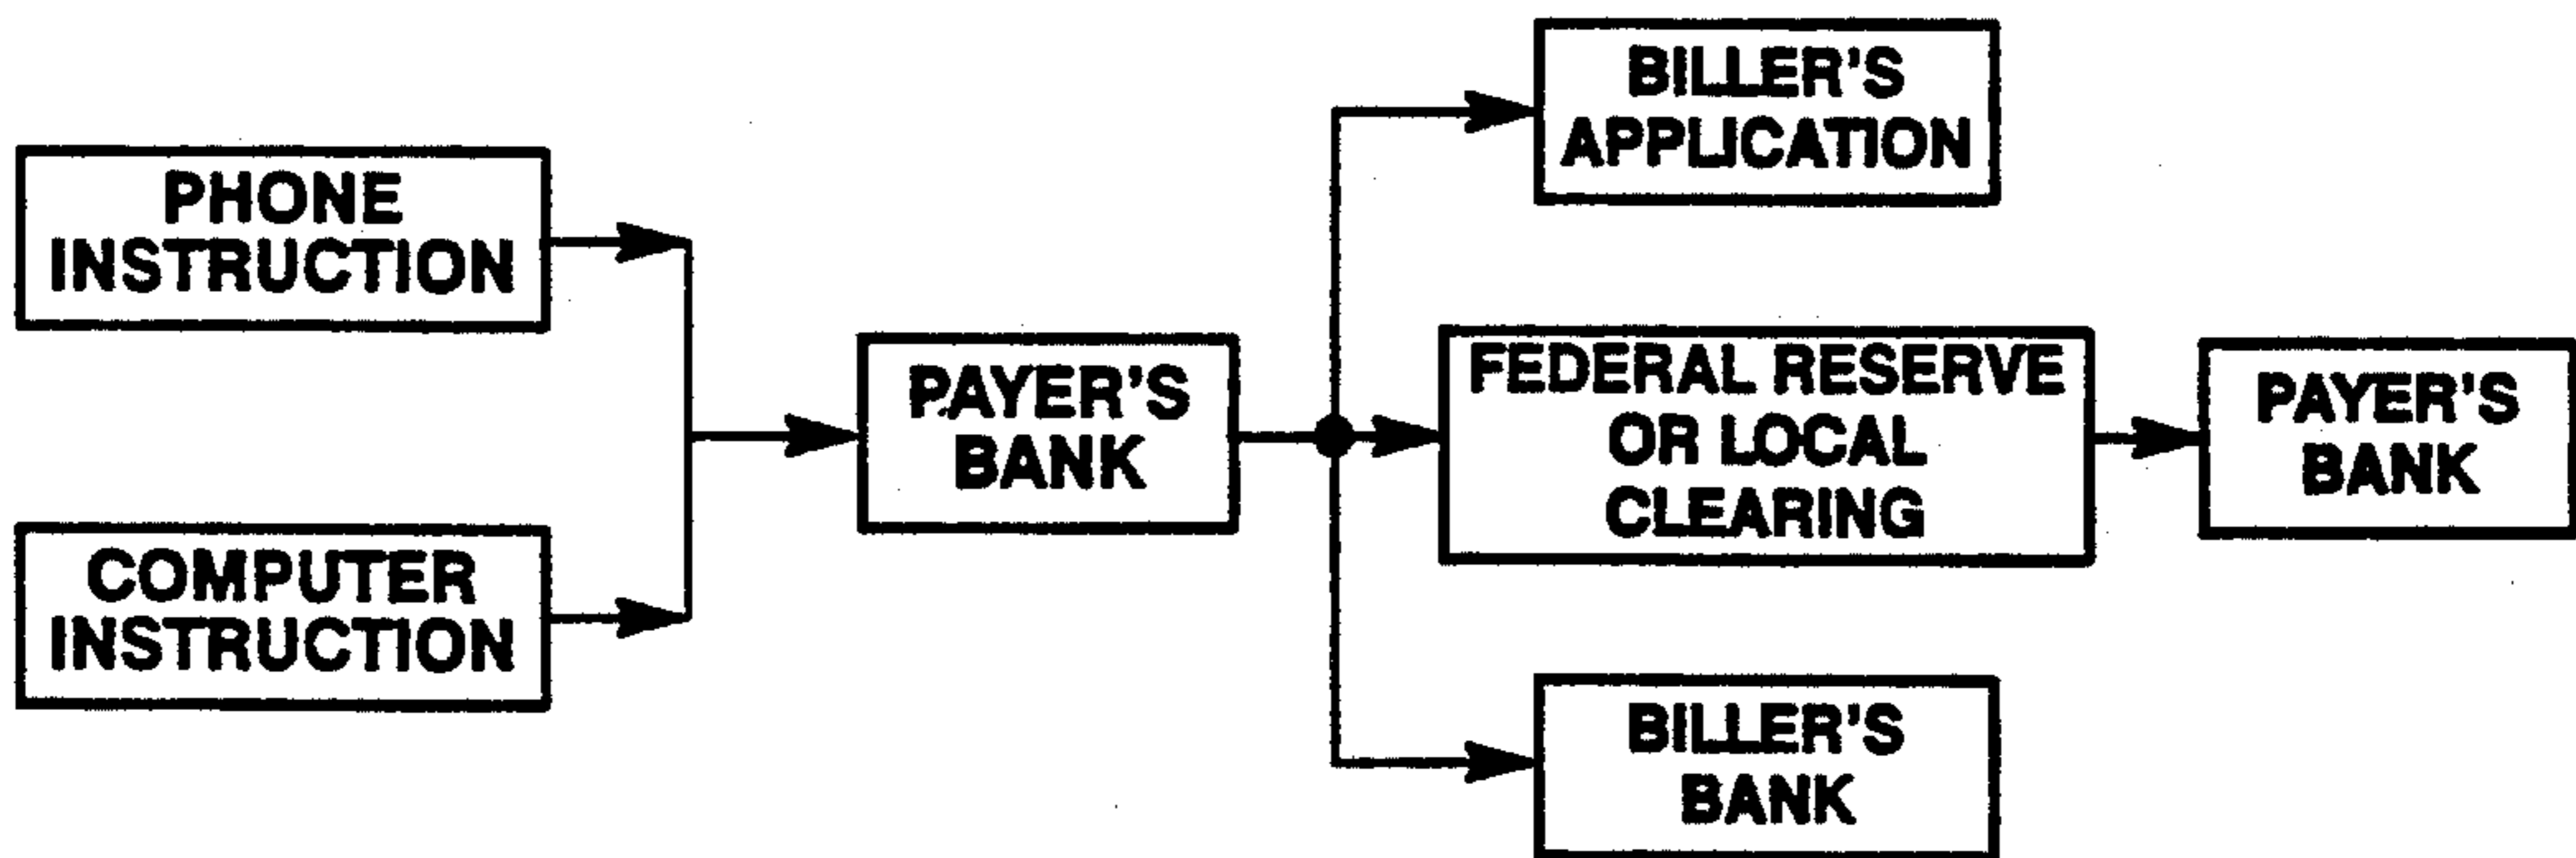 PHONE
INSTRUCTION
COMPUTER
INSTRUCTION
PAYER'S
BANK
BILLER'S
APPLICATION
FEDERAL RESERVE
OR LOCAL
CLEARING
BILLER'S
BANK
PAYER'S
BANK